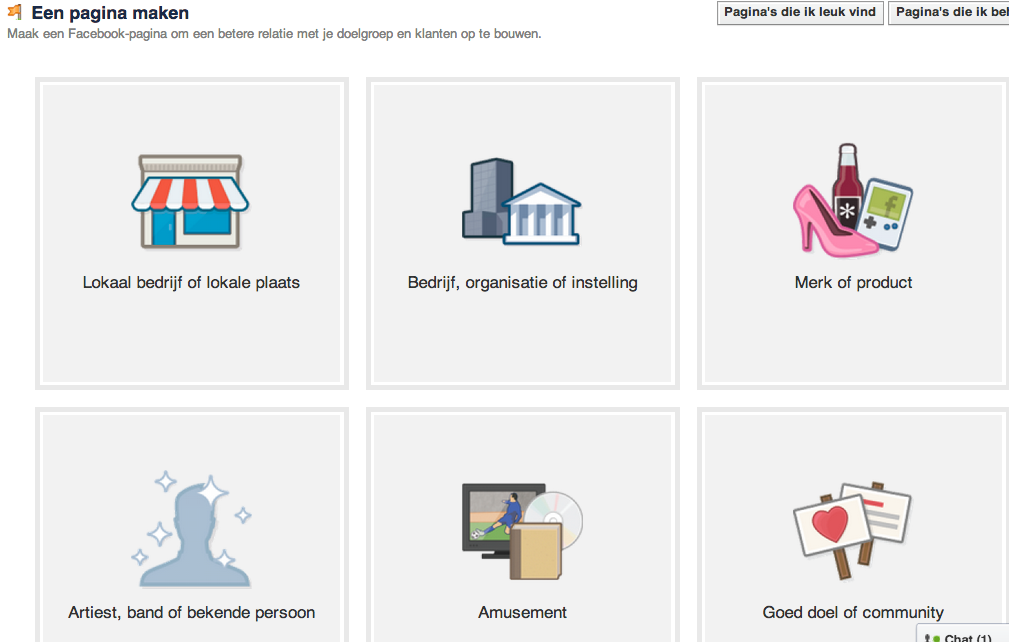 Een pagina maken
Pagina's die ik leuk vind
Pagina's die ik
Maak een Facebook-pagina om een betere relatie met je doelgroep en klanten op te bouwen.
Lokaal bedrijf of lokale plaats
Bedrijf, organisatie of instelling
Merk of product
Artiest, band of bekende persoon
Amusement
Goed doel of community
Chat (1)